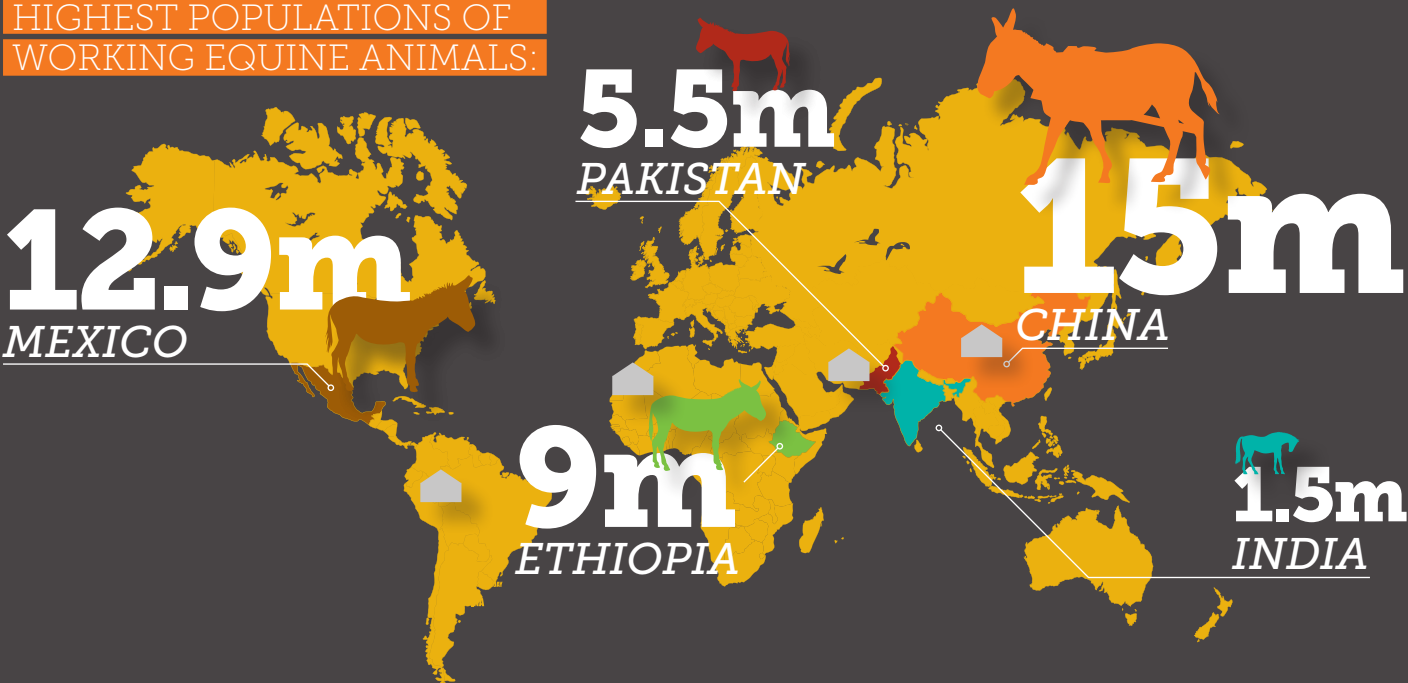 HIGHEST POPULATIONS OF
WORKING EQUINE ANIMALS:
5.5m
PAKISTAN
15m
CHINA
12.9m
MEXICO
9m
ETHIOPIA
1.5m
INDIA